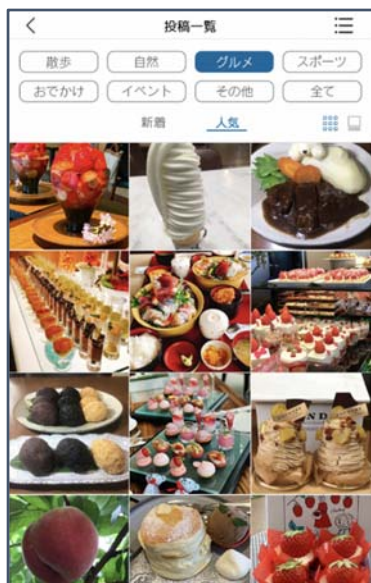 投稿一覧
散歩 自然 グルメ スポーツ
おでかけ イベント その他 全て
新着 人気